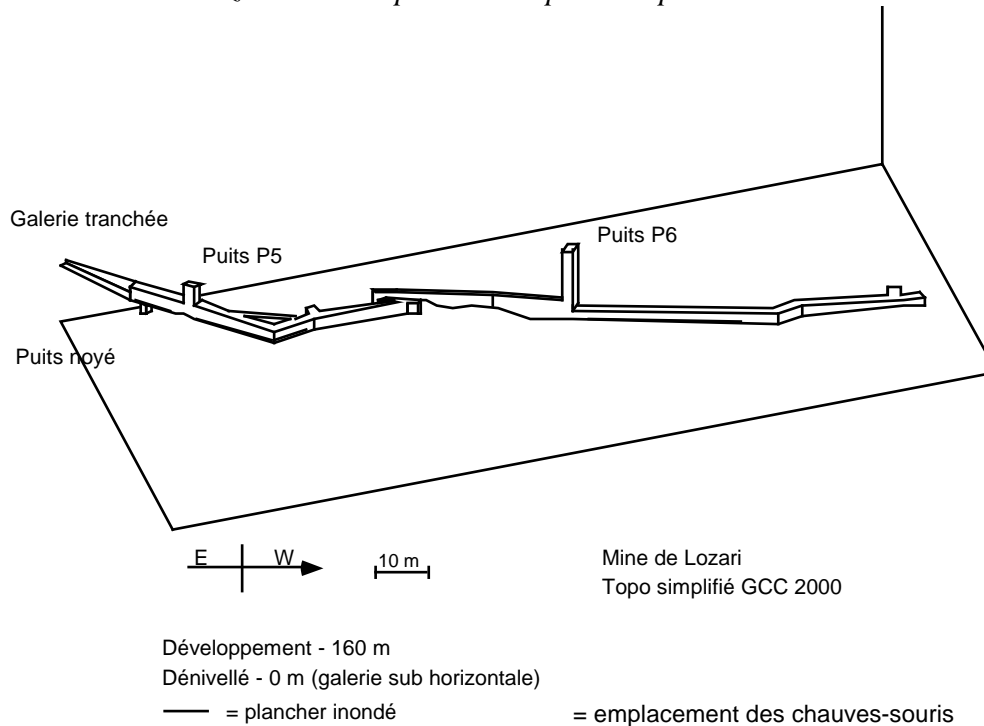 Galerie tranchée
Puits P5
Puits P6
Puits noyé
E W
10 m
Mine de Lozari
Topo simplifié GCC 2000
Développement - 160 m
Dénivellé - 0 m (galerie sub horizontale)
= plancher inondé
= emplacement des chauves-souris